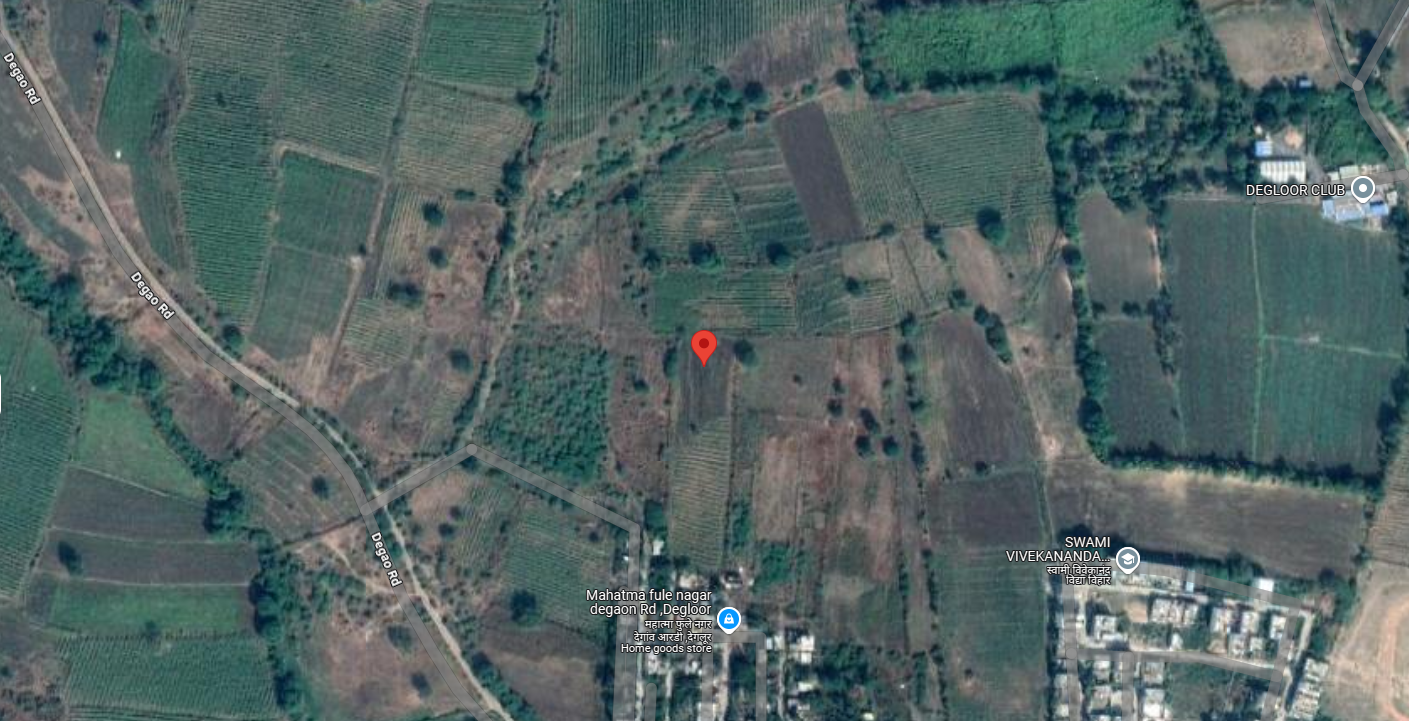 Degao Rd
DEGLOOR CLUB
Degao Rd
SWAMI
VIVEKANANDA...
स्वामी विवेकानंद
विद्या विहार
Degao Rd
Mahatma fule nagar
degaon Rd ,Degloor
महात्मा फुले नगर
देगांव आरडी, देगलूर
Home goods store